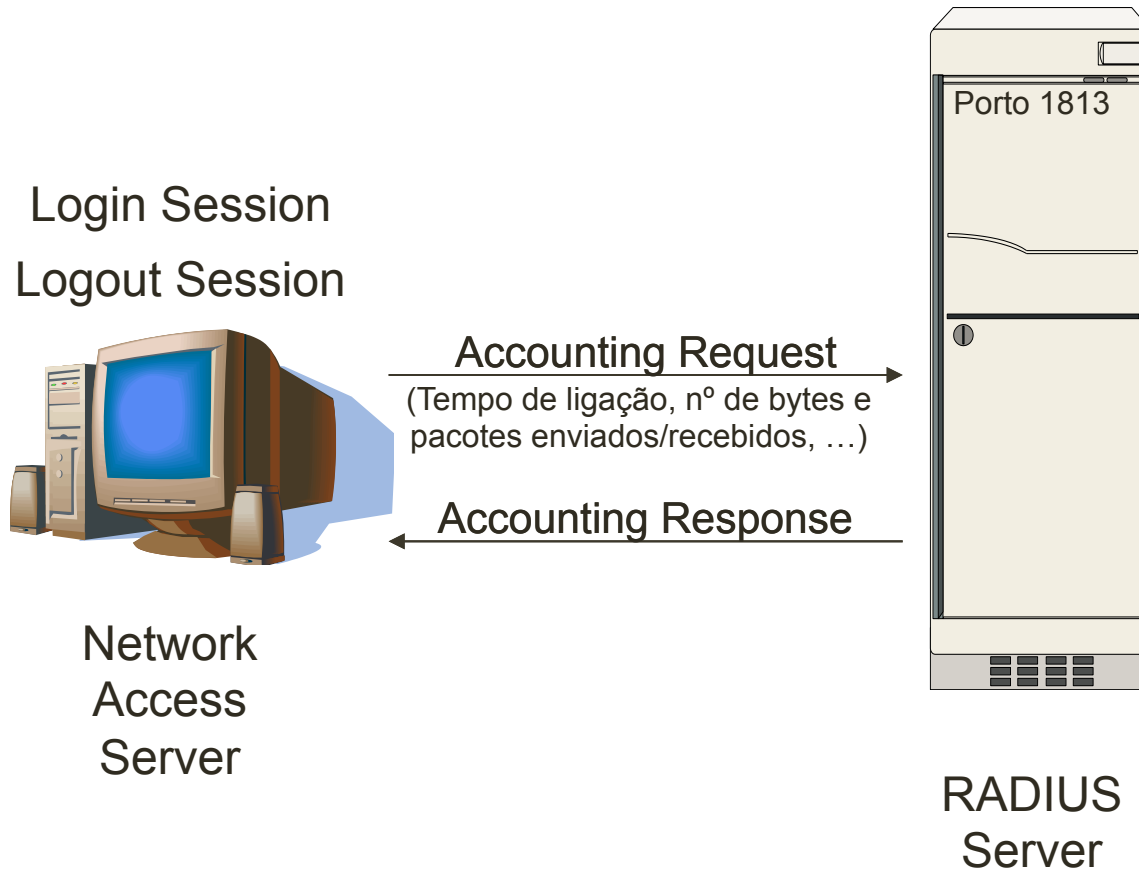 Porto 1813
Login Session
Logout Session
Accounting Request
(Tempo de ligação, nº de bytes e
pacotes enviados/recebidos, …)
Accounting Response
Network
Access
Server
RADIUS
Server